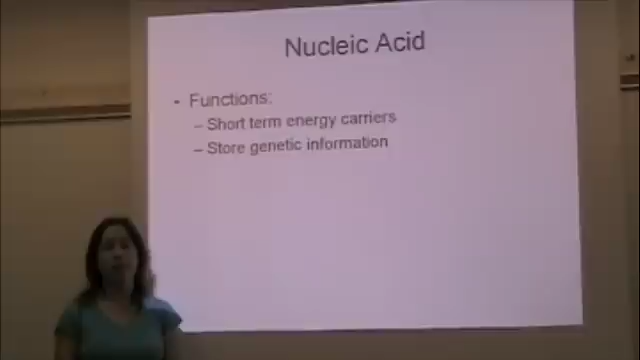 Nucleic Acid
• Functions:
– Short term energy carriers
– Store genetic information